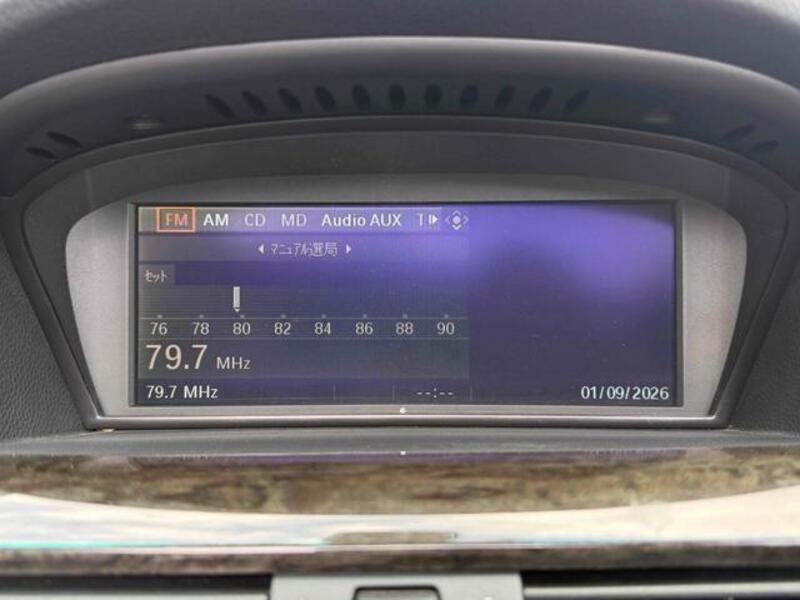 FM AM CD MD Audio AUX T
マニュアル選局
セット
76 78 80 82 84 86 88 90
79.7 MHz
79.7 MHz --:-- 01/09/2026